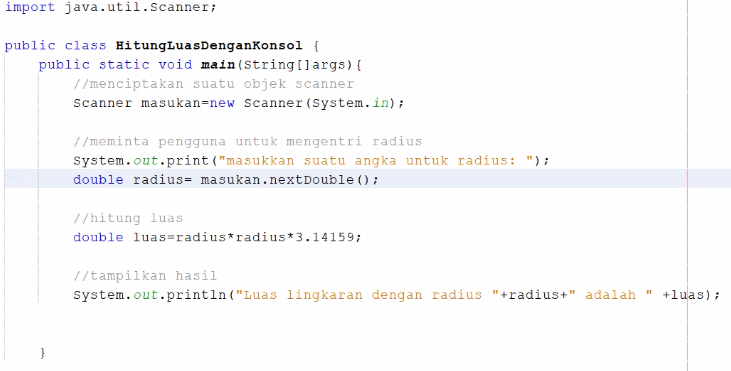 import java.util.Scanner;
public class HitungLuasDenganKonsol {
public static void main(String[]args){
//menciptakan suatu objek scanner
Scanner masukan=new Scanner(System.in);
//meminta pengguna untuk mengentri radius
System.out.print("masukkan suatu angka untuk radius: ");
double radius= masukan.nextDouble();
//hitung luas
double luas=radius*radius*3.14159;
//tampilkan hasil
System.out.println("Luas lingkaran dengan radius "+radius+" adalah " +luas);
}